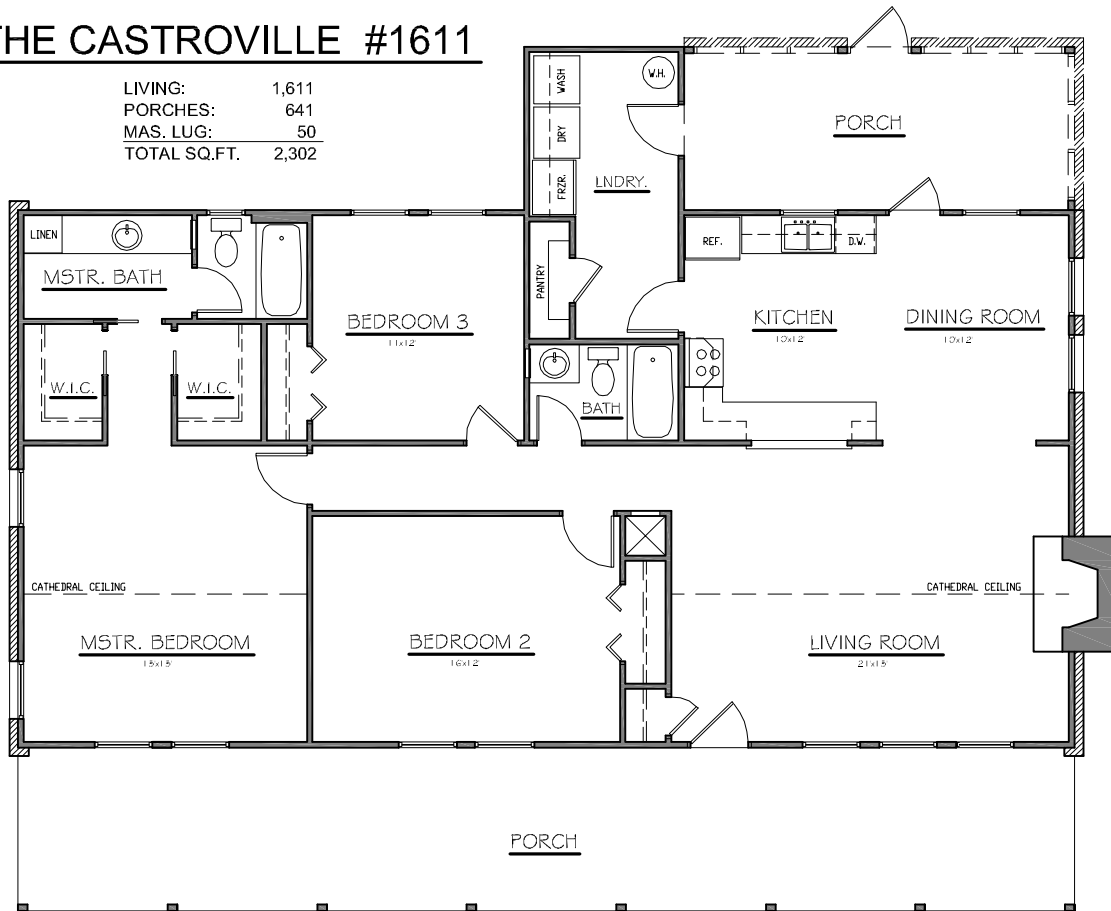 THE CASTROVILLE #1611
LIVING: 1,611
PORCHES: 641
MAS. LUG: 50
TOTAL SQ.FT. 2,302
WASH
W.H.
DRY
FRZR.
LNDRY.
PORCH
LINEN
MSTR. BATH
REF.
D.W.
PANTRY
BEDROOM 3
11x12'
KITCHEN
10x12'
DINING ROOM
10x12'
W.I.C.
W.I.C.
BATH
CATHEDRAL CEILING
CATHEDRAL CEILING
MSTR. BEDROOM
15x15'
BEDROOM 2
16x12'
LIVING ROOM
21x15'
PORCH